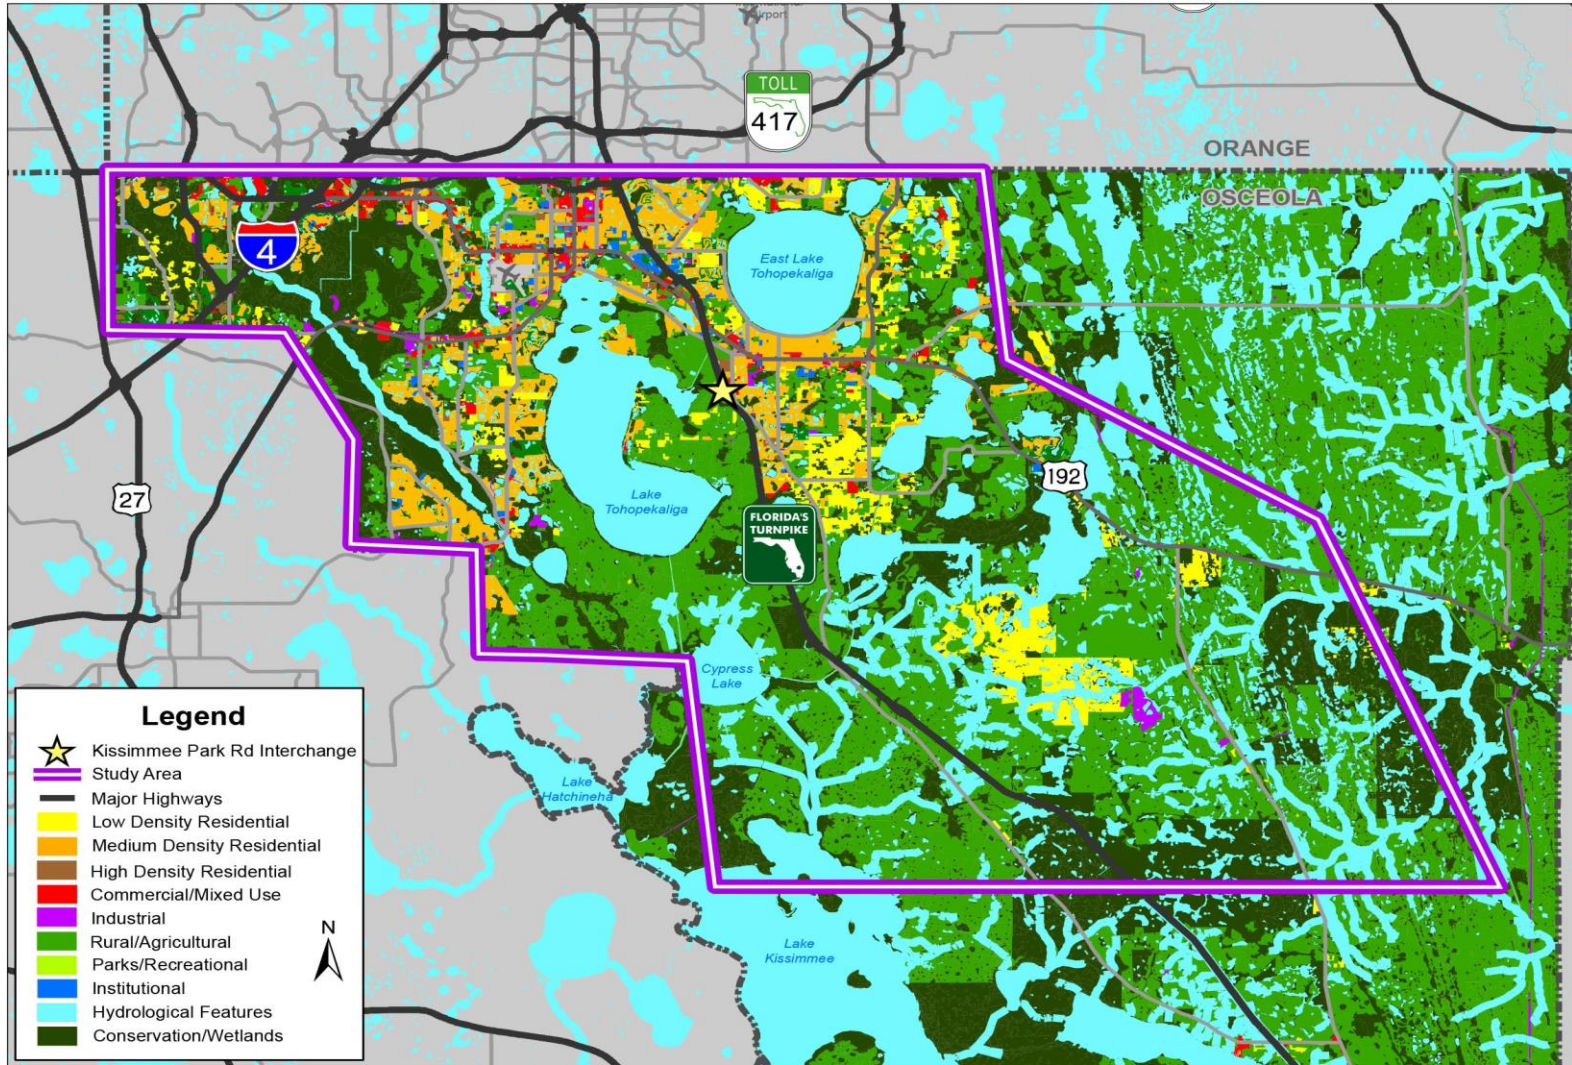 Airport
TOLL
417
ORANGE
OSCEOLA
4
East Lake
Tohopekaliga
27
192
Lake
Tohopekaliga
FLORIDA'S
TURNPIKE
Cypress
Lake
Lake
Hatchineha
Lake
Kissimmee
Legend
Kissimmee Park Rd Interchange
Study Area
Major Highways
Low Density Residential
Medium Density Residential
High Density Residential
Commercial/Mixed Use
Industrial
Rural/Agricultural
Parks/Recreational
Institutional
Hydrological Features
Conservation/Wetlands
N